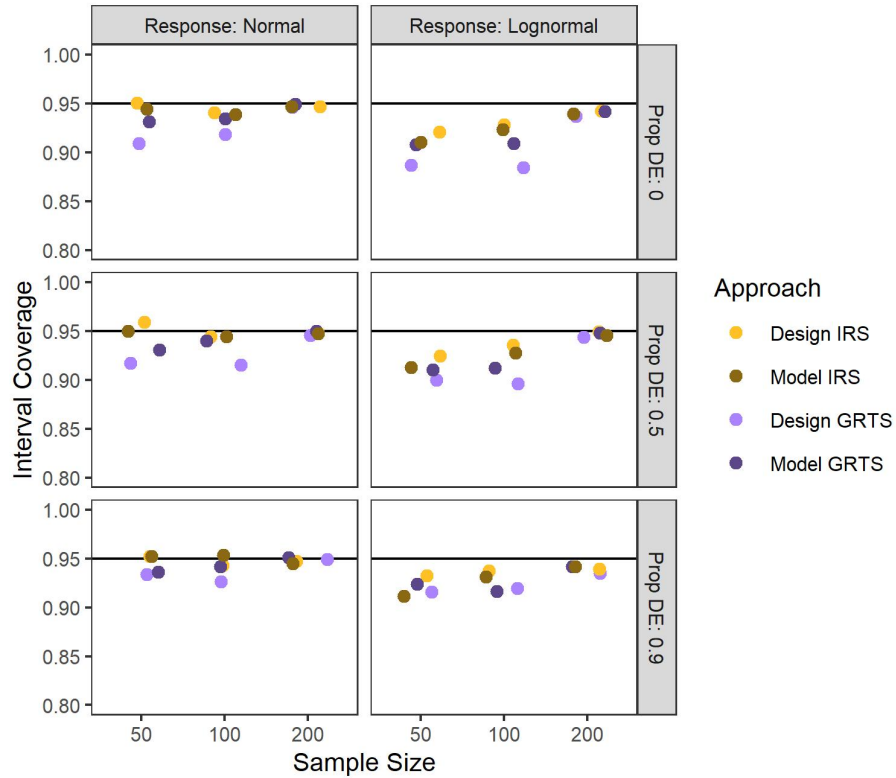 Response: Normal
Response: Lognormal
1.00
0.95
0.90
0.85
0.80
Prop DE: 0
1.00
0.95
0.90
0.85
0.80
Prop DE: 0.5
1.00
0.95
0.90
0.85
0.80
Prop DE: 0.9
Interval Coverage
50
100
200
50
100
200
Sample Size
Approach
Design IRS
Model IRS
Design GRTS
Model GRTS